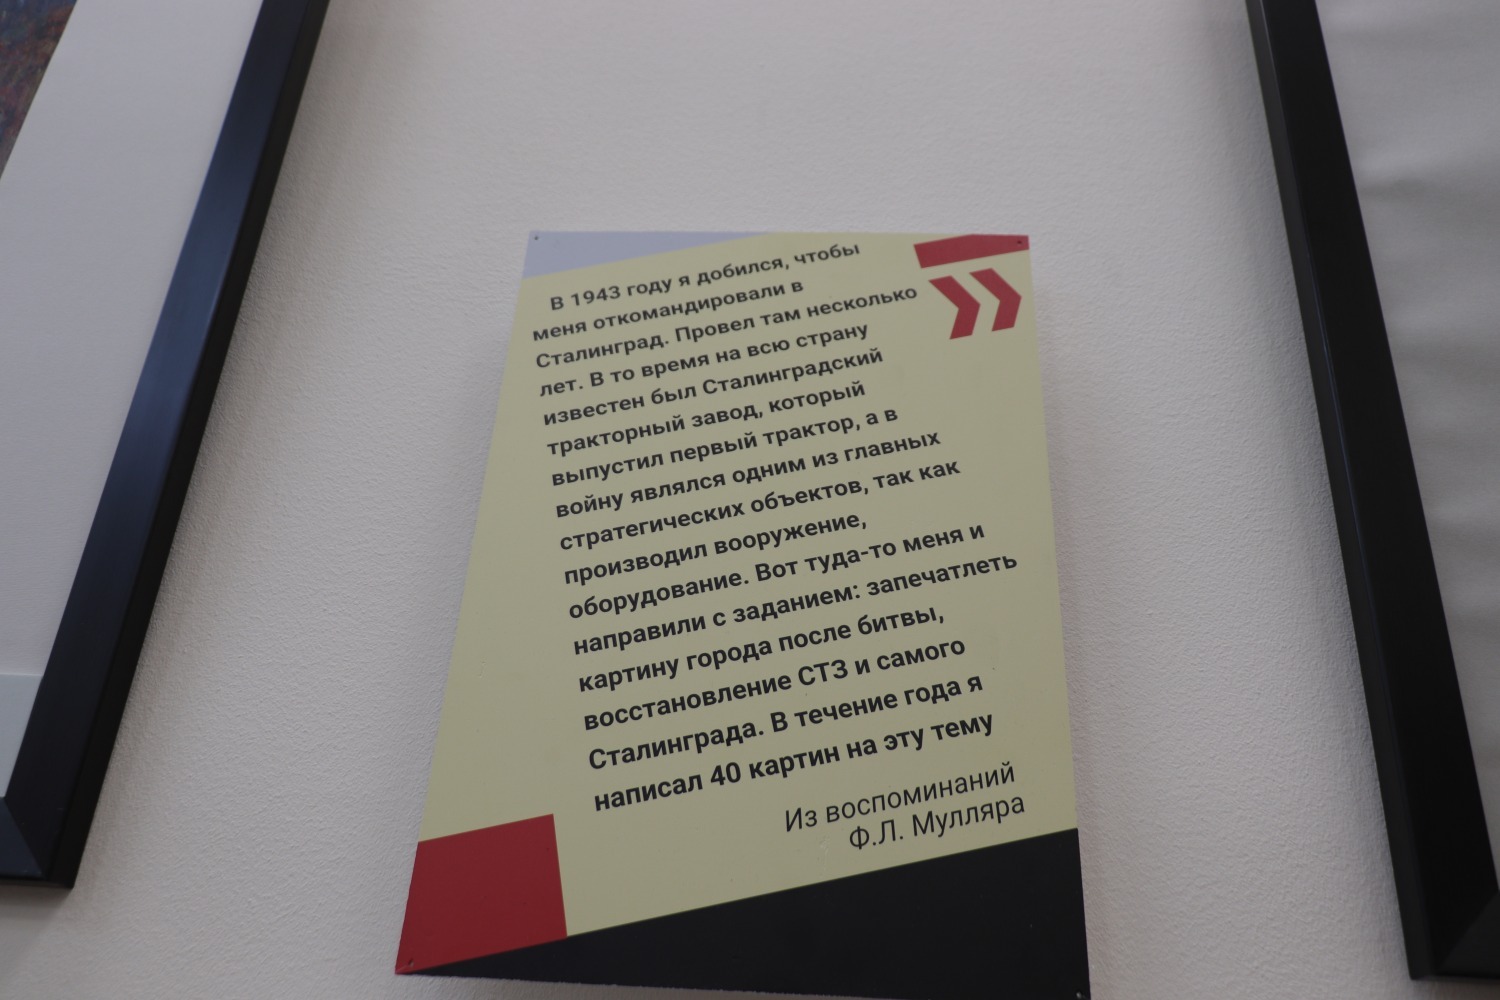 В 1943 году я добился, чтобы
меня откомандировали в
Сталинград. Провел там несколько
лет. В то время на всю страну
известен был Сталинградский
тракторный завод, который
выпустил первый трактор, а в
войну являлся одним из главных
стратегических объектов, так как
производил вооружение,
оборудование. Вот туда-то меня и
направили с заданием: запечатлеть
картину города после битвы,
восстановление СТЗ и самого
Сталинграда. В течение года я
написал 40 картин на эту тему
Из воспоминаний
Ф.Л. Мулляра